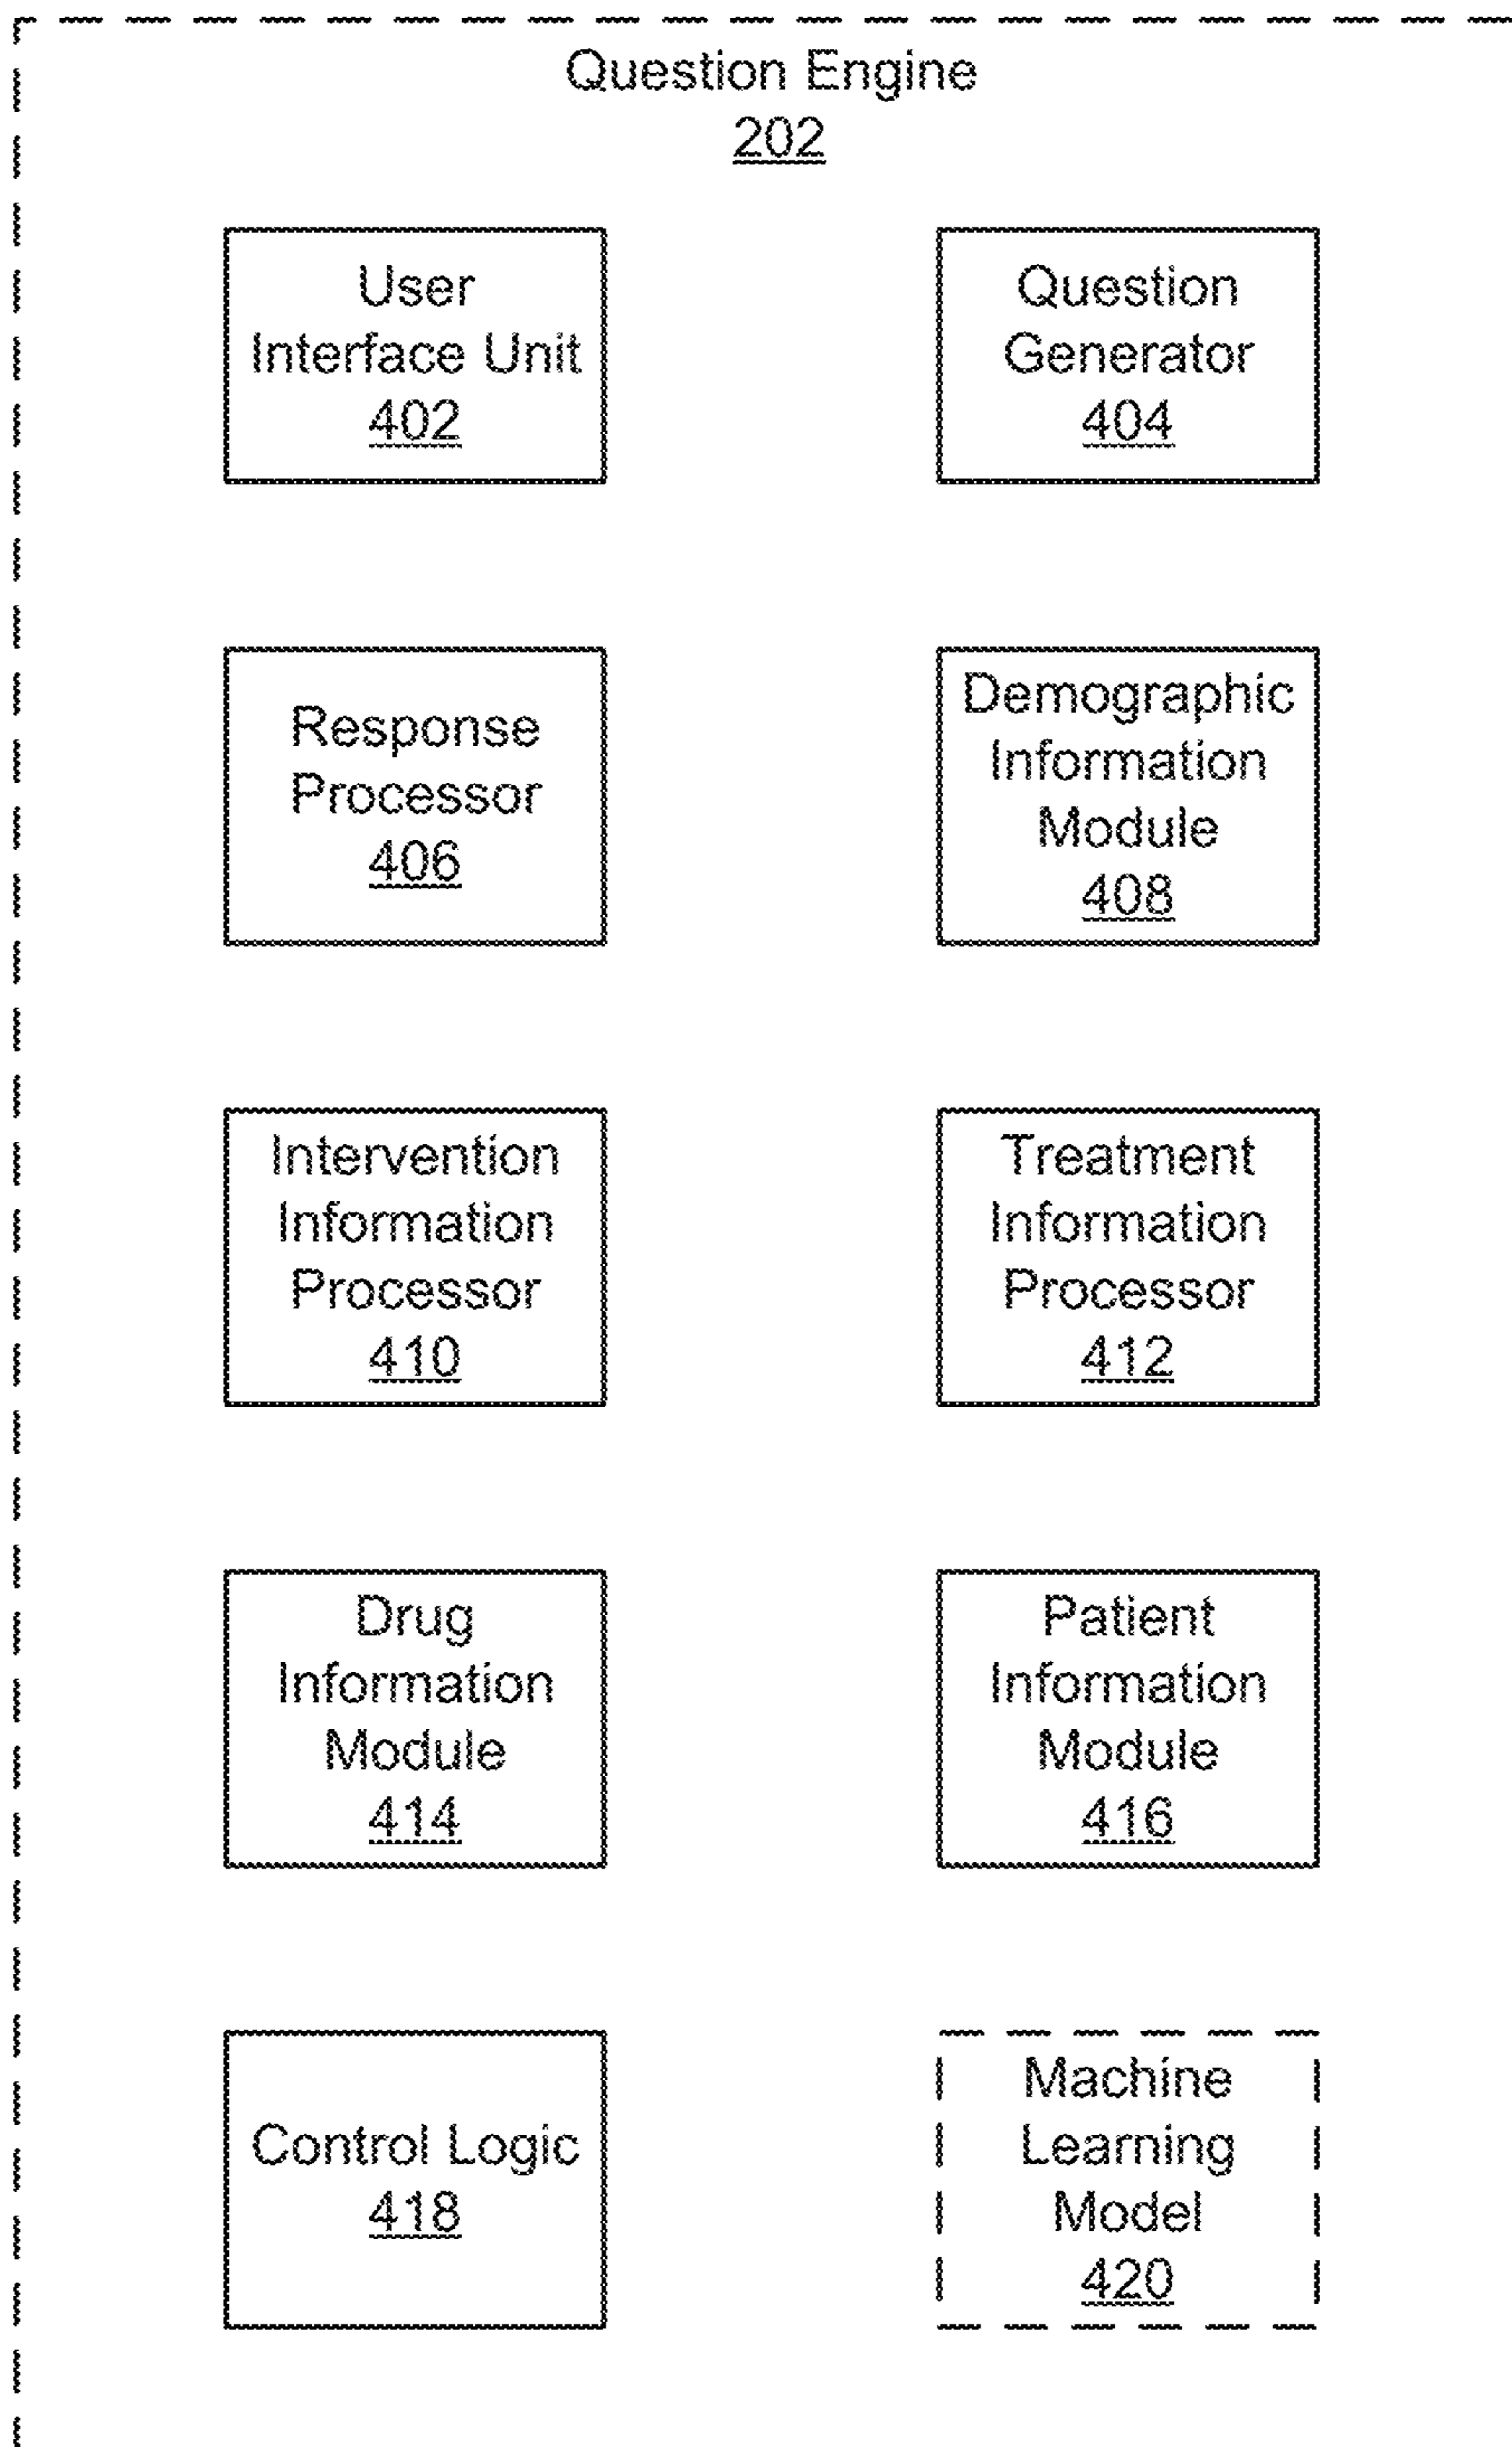 Question Engine
202
User
Interface Unit
402
Question
Generator
404
Response
Processor
406
Demographic
Information
Module
408
Intervention
Information
Processor
410
Treatment
Information
Processor
412
Drug
Information
Module
414
Patient
Information
Module
416
Control Logic
418
Machine
Learning
Model
420